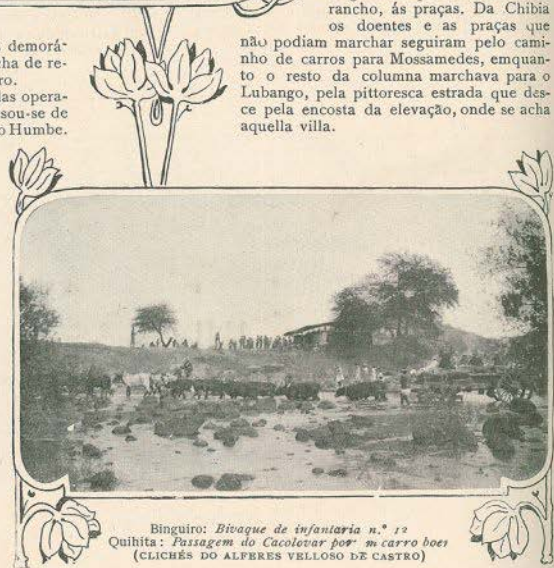 s demorá-
cha de re-
ro.
das opera-
sou-se de
o Humbe.
rancho, ás praças. Da Chibia
os doentes e as praças que
não podiam marchar seguiram pelo cami-
nho de carros para Mossamedes, emquan-
to o resto da columna marchava para o
Lubango, pela pittoresca estrada que des-
ce pela encosta da elevação, onde se acha
aquella villa.
Binguiro: Bivaque de infantaria n.º 12
Quihita: Passagem do Cacolovar por m carro boer
(CLICHÉS DO ALFERES VELLOSO DE CASTRO)